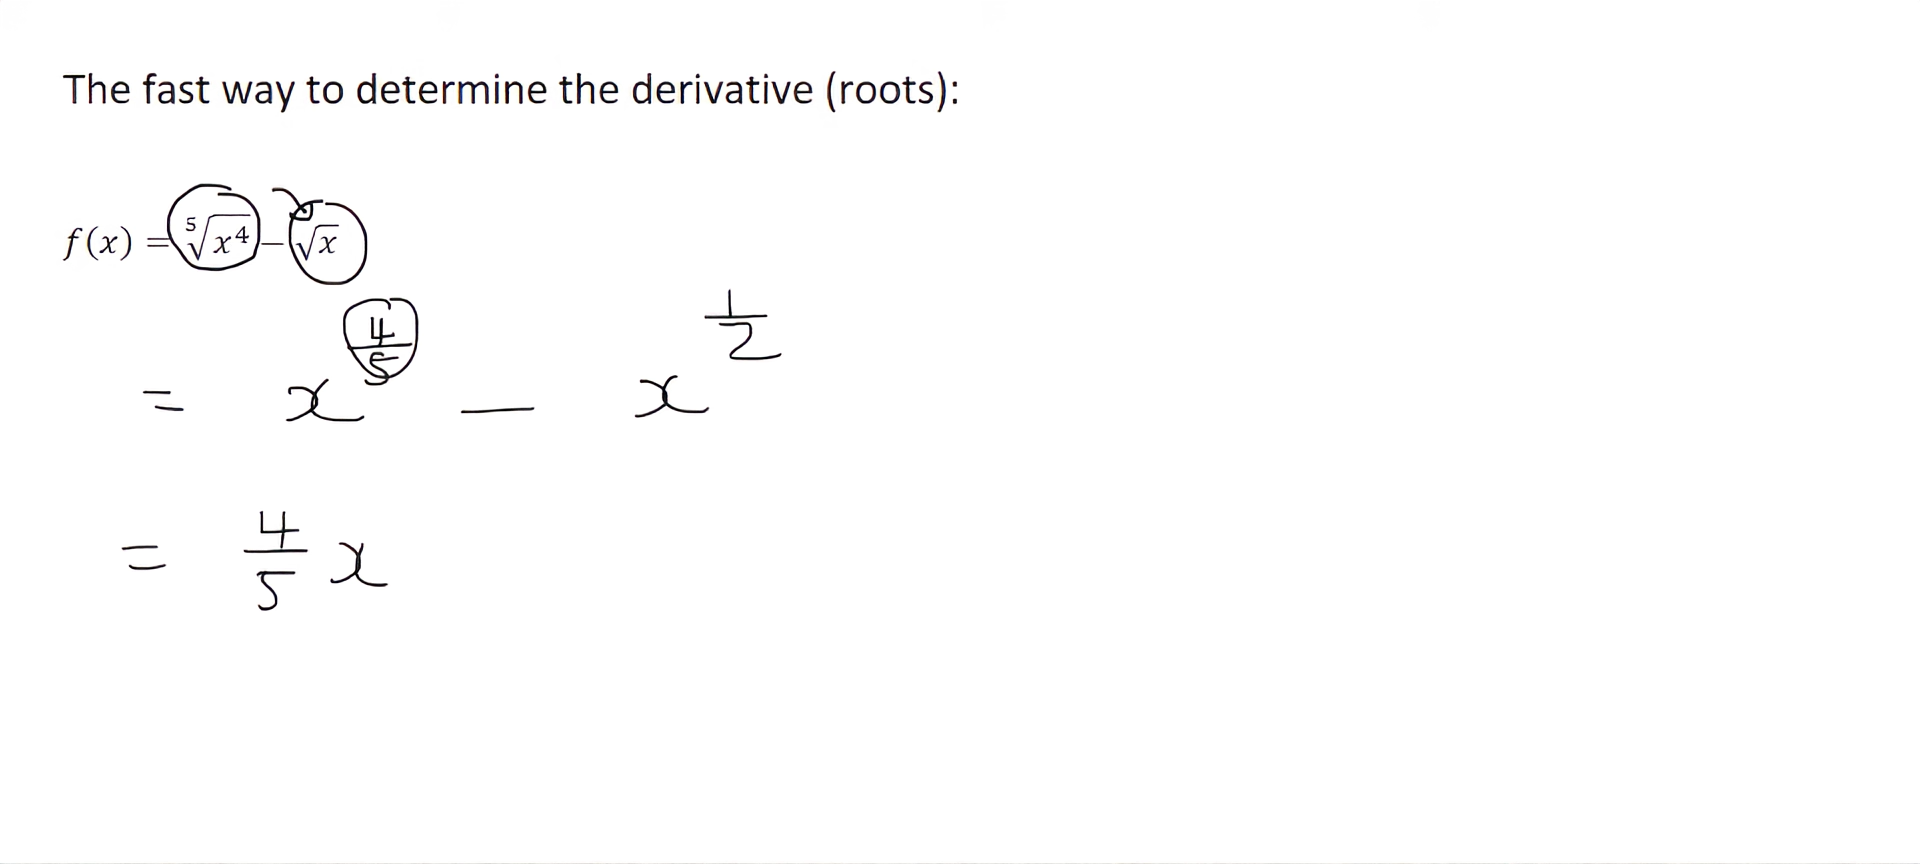 The fast way to determine the derivative (roots):
f(x) = ⁵√x⁴ − √x
= x^(4/5) − x^(1/2)
= 4/5 x